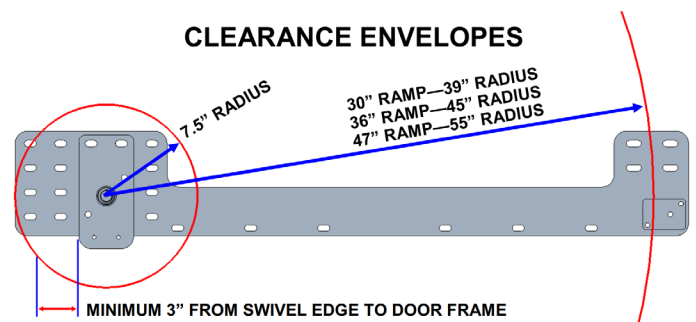 CLEARANCE ENVELOPES
7.5” RADIUS
30” RAMP—39” RADIUS
36” RAMP—45” RADIUS
47” RAMP—55” RADIUS
MINIMUM 3” FROM SWIVEL EDGE TO DOOR FRAME